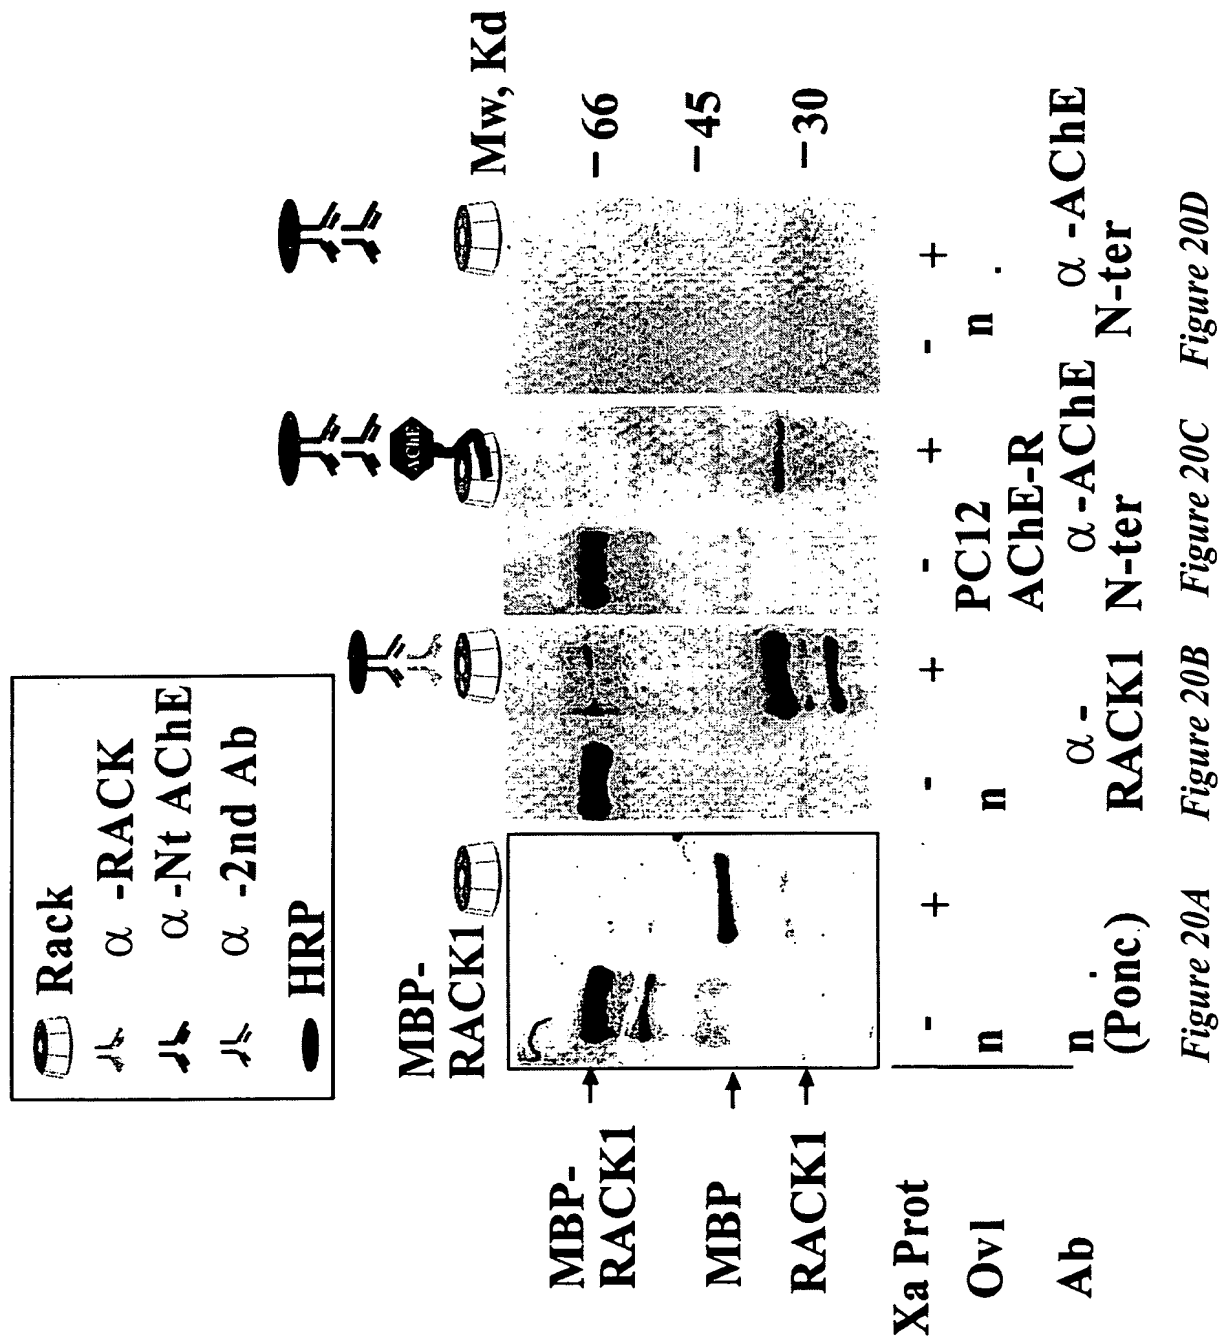 Rack
α -RACK
α -Nt AChE
α -2nd Ab
HRP
MBP-
RACK1
Mw, Kd
AChE
MBP-
RACK1
MBP
RACK1
-66
-45
-30
Xa Prot - + - + - + - +
Ovl n n PC12 n.
AChE-R
Ab n. α- α -AChE α -AChE
(Ponc) RACK1 N-ter N-ter
Figure 20A Figure 20B Figure 20C Figure 20D